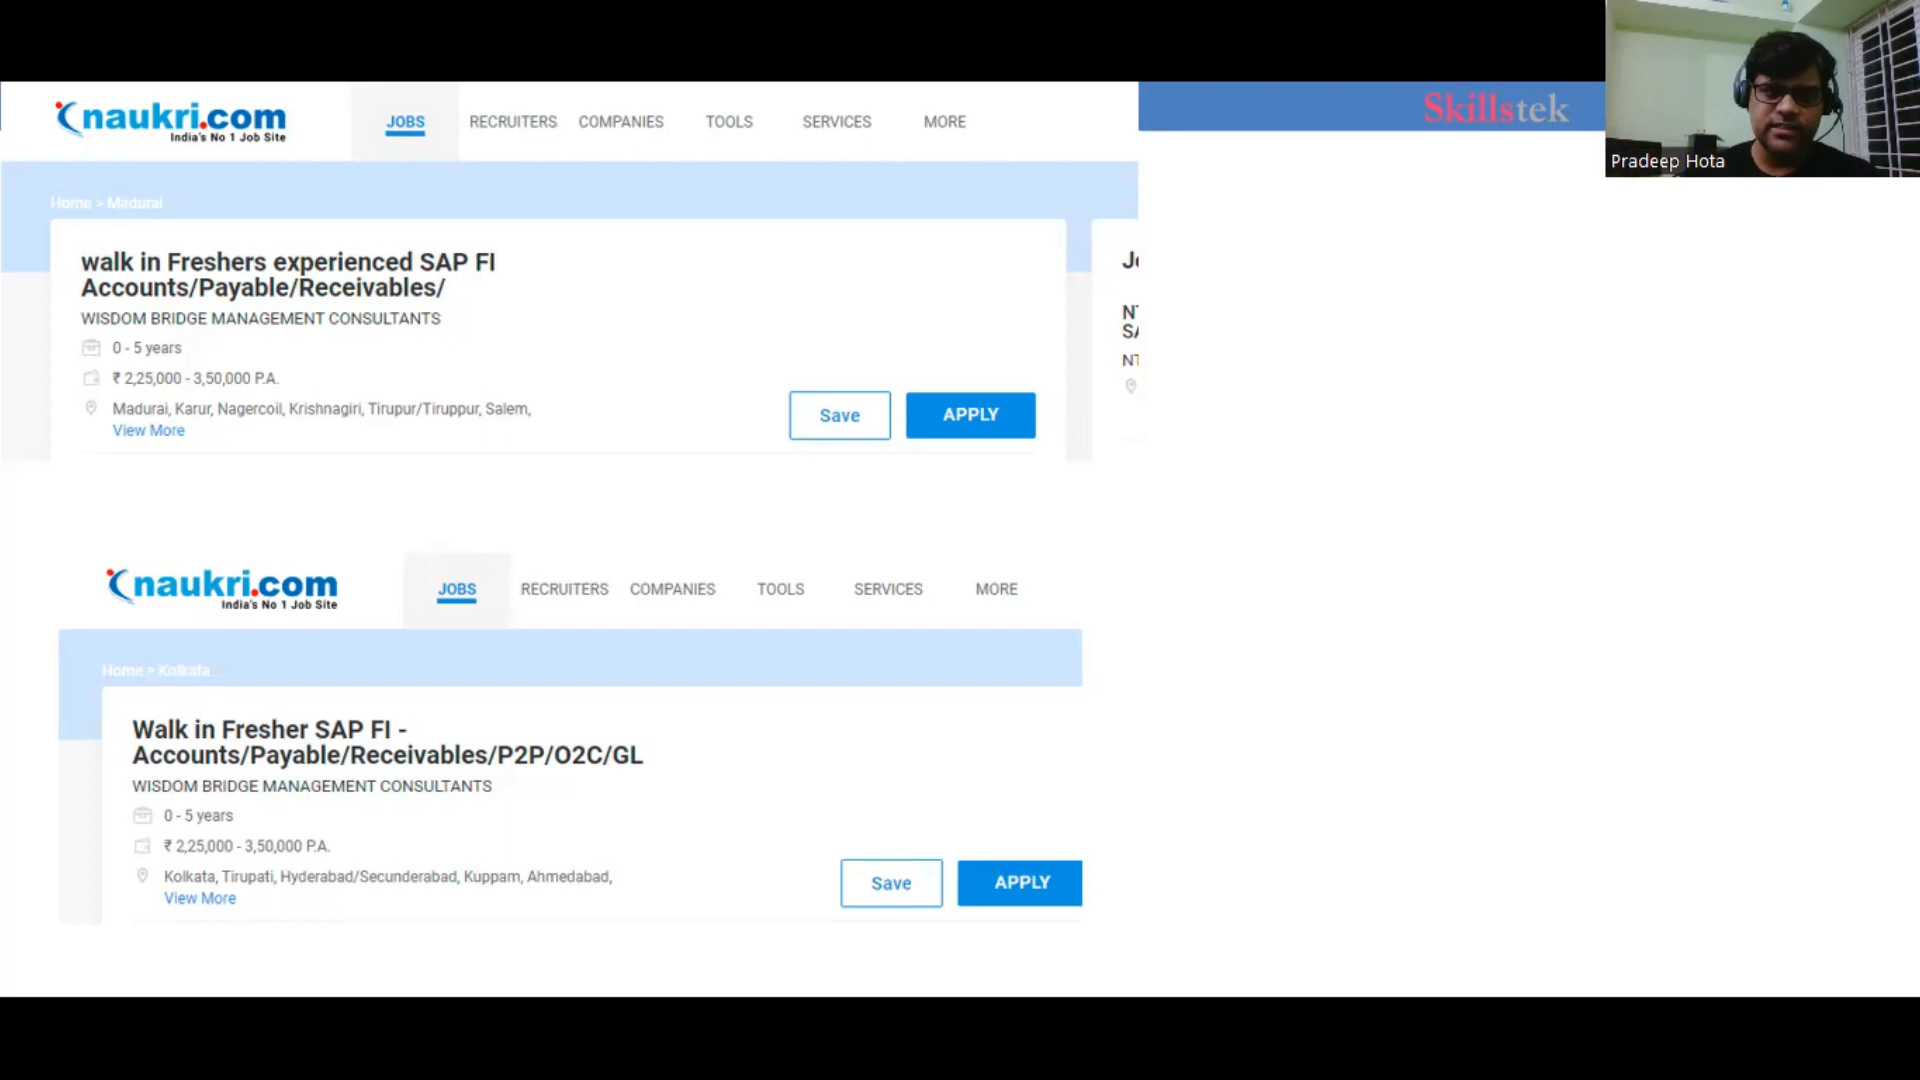 naukri.com
India's No 1 Job Site
JOBS RECRUITERS COMPANIES TOOLS SERVICES MORE
Skillstek
Pradeep Hota
Home > Madurai
walk in Freshers experienced SAP FI
Accounts/Payable/Receivables/
WISDOM BRIDGE MANAGEMENT CONSULTANTS
0 - 5 years
₹ 2,25,000 - 3,50,000 P.A.
Madurai, Karur, Nagercoil, Krishnagiri, Tirupur/Tiruppur, Salem,
View More
Save APPLY
naukri.com
India's No 1 Job Site
JOBS RECRUITERS COMPANIES TOOLS SERVICES MORE
Home > Kolkata
Walk in Fresher SAP FI -
Accounts/Payable/Receivables/P2P/O2C/GL
WISDOM BRIDGE MANAGEMENT CONSULTANTS
0 - 5 years
₹ 2,25,000 - 3,50,000 P.A.
Kolkata, Tirupati, Hyderabad/Secunderabad, Kuppam, Ahmedabad,
View More
Save APPLY